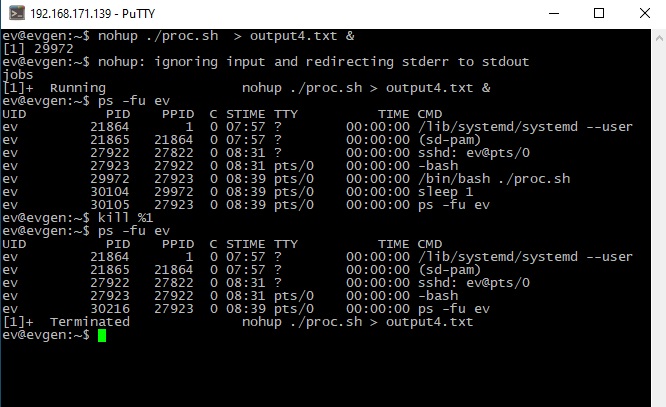 192.168.171.139 - PuTTY
ev@evgen:~$ nohup ./proc.sh  > output4.txt &
[1] 29972
ev@evgen:~$ nohup: ignoring input and redirecting stderr to stdout
jobs
[1]+  Running                 nohup ./proc.sh > output4.txt &
ev@evgen:~$ ps -fu ev
UID          PID    PPID  C STIME TTY          TIME CMD
ev         21864       1  0 07:57 ?        00:00:00 /lib/systemd/systemd --user
ev         21865   21864  0 07:57 ?        00:00:00 (sd-pam)
ev         27922   27822  0 08:31 ?        00:00:00 sshd: ev@pts/0
ev         27923   27922  0 08:31 pts/0    00:00:00 -bash
ev         29972   27923  0 08:39 pts/0    00:00:00 /bin/bash ./proc.sh
ev         30104   29972  0 08:39 pts/0    00:00:00 sleep 1
ev         30105   27923  0 08:39 pts/0    00:00:00 ps -fu ev
ev@evgen:~$ kill %1
ev@evgen:~$ ps -fu ev
UID          PID    PPID  C STIME TTY          TIME CMD
ev         21864       1  0 07:57 ?        00:00:00 /lib/systemd/systemd --user
ev         21865   21864  0 07:57 ?        00:00:00 (sd-pam)
ev         27922   27822  0 08:31 ?        00:00:00 sshd: ev@pts/0
ev         27923   27922  0 08:31 pts/0    00:00:00 -bash
ev         30216   27923  0 08:39 pts/0    00:00:00 ps -fu ev
[1]+  Terminated              nohup ./proc.sh > output4.txt
ev@evgen:~$